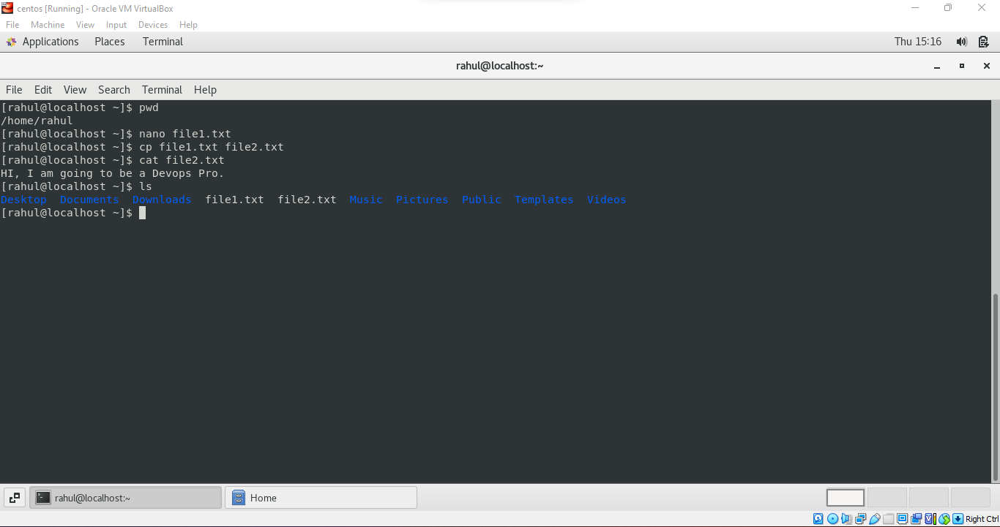 centos [Running] - Oracle VM VirtualBox
File Machine View Input Devices Help
Applications Places Terminal Thu 15:16
rahul@localhost:~
File Edit View Search Terminal Help
[rahul@localhost ~]$ pwd
/home/rahul
[rahul@localhost ~]$ nano file1.txt
[rahul@localhost ~]$ cp file1.txt file2.txt
[rahul@localhost ~]$ cat file2.txt
HI, I am going to be a Devops Pro.
[rahul@localhost ~]$ ls
Desktop Documents Downloads file1.txt file2.txt Music Pictures Public Templates Videos
[rahul@localhost ~]$
rahul@localhost:~ Home
Right Ctrl